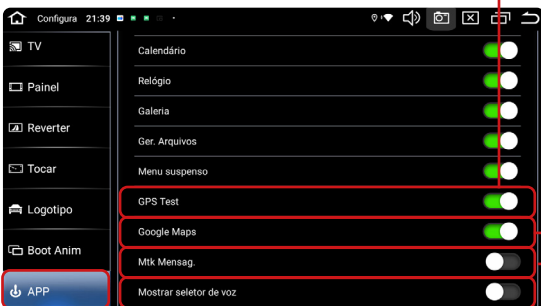 Configura 21:39
TV
Painel
Reverter
Tocar
Logotipo
Boot Anim
APP
Calendário
Relógio
Galeria
Ger. Arquivos
Menu suspenso
GPS Test
Google Maps
Mtk Mensag.
Mostrar seletor de voz